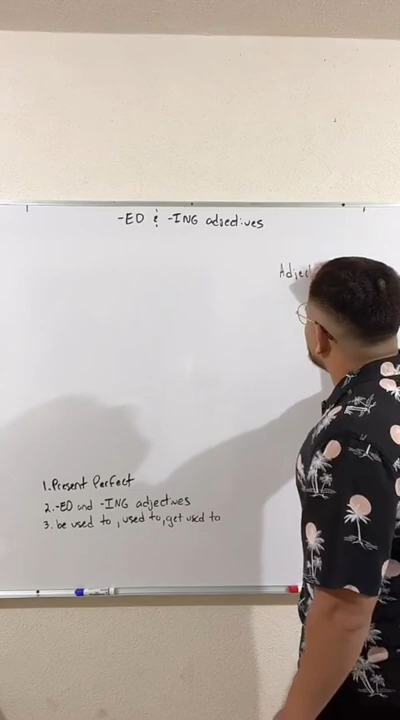 -ED & -ING adjectives
Adjec
1. Present Perfect
2. -ED and -ING adjectives
3. be used to, used to, get used to